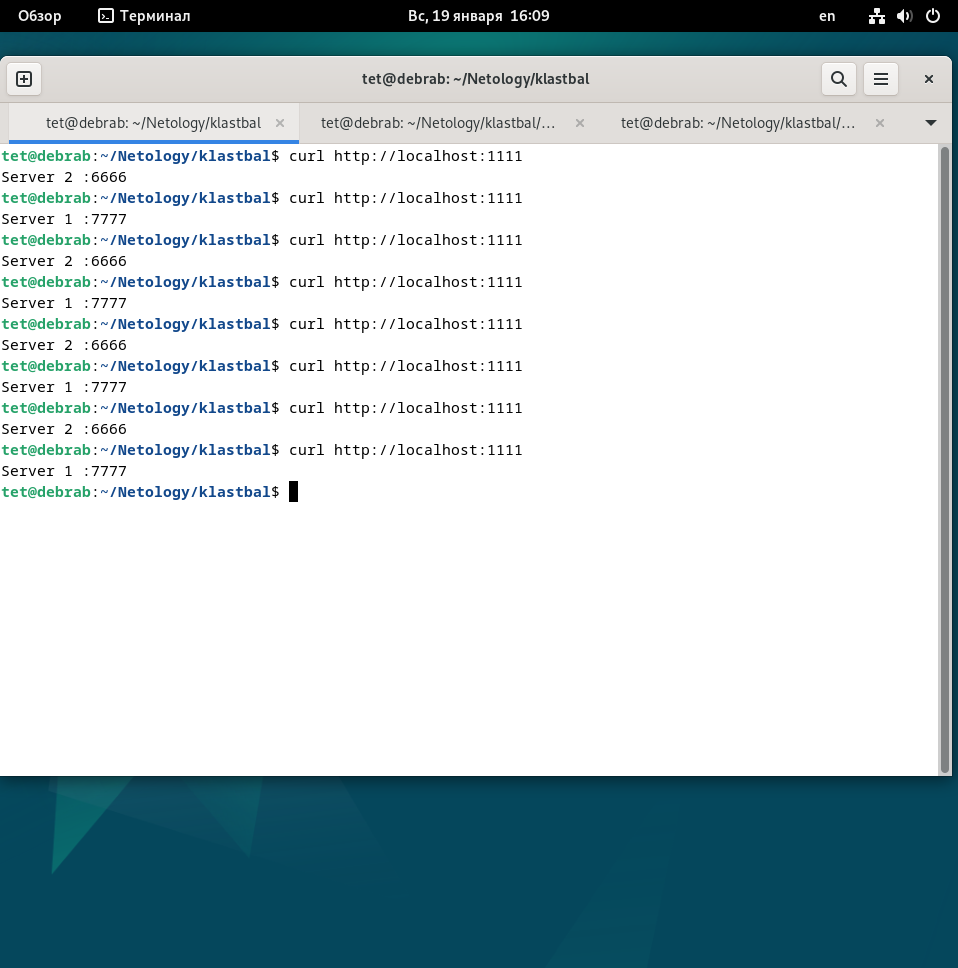 Обзор Терминал Вс, 19 января 16:09 en
tet@debrab: ~/Netology/klastbal
tet@debrab: ~/Netology/klastbal tet@debrab: ~/Netology/klastbal/… tet@debrab: ~/Netology/klastbal/…
tet@debrab:~/Netology/klastbal$ curl http://localhost:1111
Server 2 :6666
tet@debrab:~/Netology/klastbal$ curl http://localhost:1111
Server 1 :7777
tet@debrab:~/Netology/klastbal$ curl http://localhost:1111
Server 2 :6666
tet@debrab:~/Netology/klastbal$ curl http://localhost:1111
Server 1 :7777
tet@debrab:~/Netology/klastbal$ curl http://localhost:1111
Server 2 :6666
tet@debrab:~/Netology/klastbal$ curl http://localhost:1111
Server 1 :7777
tet@debrab:~/Netology/klastbal$ curl http://localhost:1111
Server 2 :6666
tet@debrab:~/Netology/klastbal$ curl http://localhost:1111
Server 1 :7777
tet@debrab:~/Netology/klastbal$